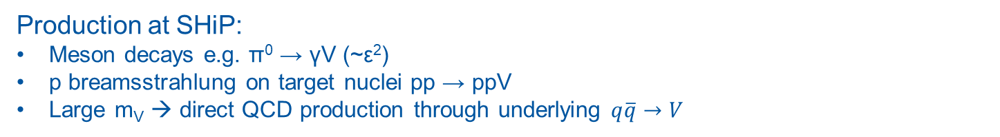 Production at SHiP:
• Meson decays e.g. π⁰ → γV (~ε²)
• p breamsstrahlung on target nuclei pp → ppV
• Large m_V → direct QCD production through underlying qq̅ → V